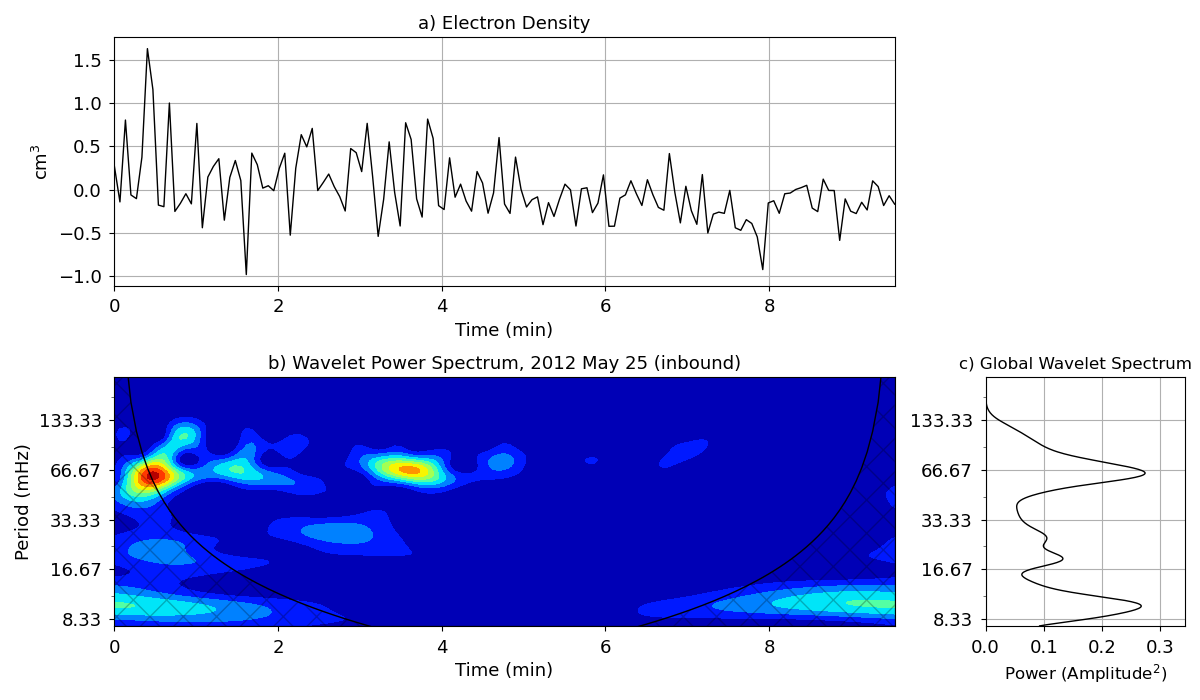 a) Electron Density
1.5
1.0
0.5
0.0
−0.5
−1.0
cm³
0 2 4 6 8
Time (min)
b) Wavelet Power Spectrum, 2012 May 25 (inbound)
133.33
66.67
33.33
16.67
8.33
Period (mHz)
0 2 4 6 8
Time (min)
c) Global Wavelet Spectrum
133.33
66.67
33.33
16.67
8.33
0.0 0.1 0.2 0.3
Power (Amplitude²)